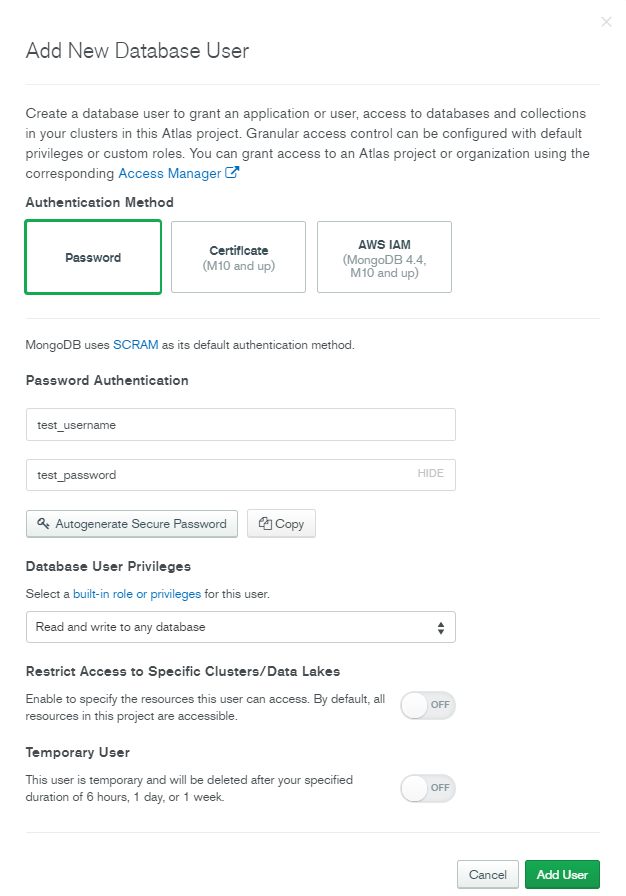 Add New Database User
Create a database user to grant an application or user, access to databases and collections
in your clusters in this Atlas project. Granular access control can be configured with default
privileges or custom roles. You can grant access to an Atlas project or organization using the
corresponding Access Manager
Authentication Method
Password
Certificate
(M10 and up)
AWS IAM
(MongoDB 4.4,
M10 and up)
MongoDB uses SCRAM as its default authentication method.
Password Authentication
test_username
test_password HIDE
Autogenerate Secure Password Copy
Database User Privileges
Select a built-in role or privileges for this user.
Read and write to any database
Restrict Access to Specific Clusters/Data Lakes
Enable to specify the resources this user can access. By default, all
resources in this project are accessible.
OFF
Temporary User
This user is temporary and will be deleted after your specified
duration of 6 hours, 1 day, or 1 week.
OFF
Cancel Add User